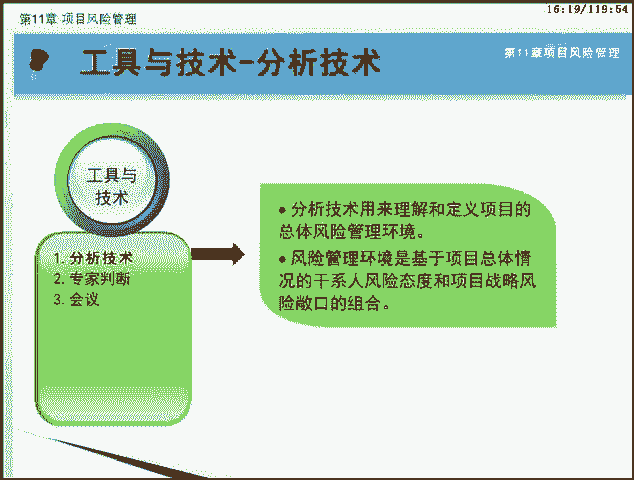 第11章 项目风险管理
16:19/119:54
工具与技术-分析技术
第11章项目风险管理
工具与
技术
1. 分析技术
2. 专家判断
3. 会议
● 分析技术用来理解和定义项目的
总体风险管理环境。
● 风险管理环境是基于项目总体情
况的干系人风险态度和项目战略风
险敞口的组合。